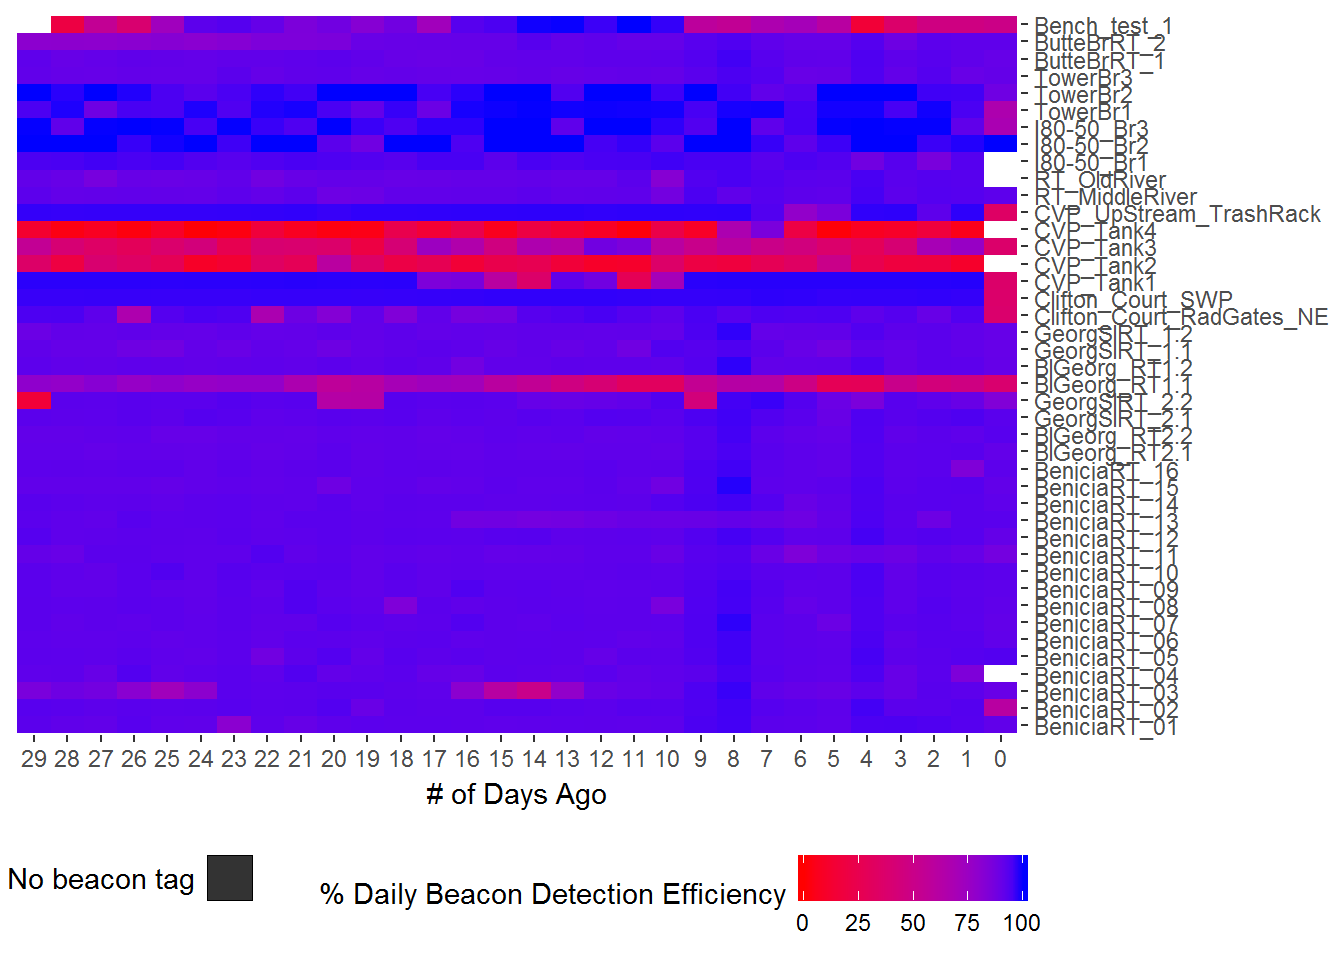 Bench_test_1
ButteBrRT_2
ButteBrRT_1
TowerBr3
TowerBr2
TowerBr1
I80-50_Br3
I80-50_Br2
I80-50_Br1
RT_OldRiver
RT_MiddleRiver
CVP_UpStream_TrashRack
CVP_Tank4
CVP_Tank3
CVP_Tank2
CVP_Tank1
Clifton_Court_SWP
Clifton_Court_RadGates_NE
GeorgSlRT_1.2
GeorgSlRT_1.1
BlGeorg_RT1.2
BlGeorg_RT1.1
GeorgSlRT_2.2
GeorgSlRT_2.1
BlGeorg_RT2.2
BlGeorg_RT2.1
BeniciaRT_16
BeniciaRT_15
BeniciaRT_14
BeniciaRT_13
BeniciaRT_12
BeniciaRT_11
BeniciaRT_10
BeniciaRT_09
BeniciaRT_08
BeniciaRT_07
BeniciaRT_06
BeniciaRT_05
BeniciaRT_04
BeniciaRT_03
BeniciaRT_02
BeniciaRT_01
29 28 27 26 25 24 23 22 21 20 19 18 17 16 15 14 13 12 11 10 9 8 7 6 5 4 3 2 1 0
# of Days Ago
No beacon tag
% Daily Beacon Detection Efficiency
0 25 50 75 100